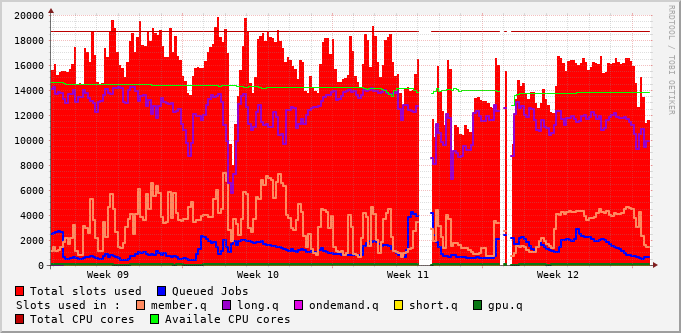 RRDTOOL / TOBI OETIKER
20000
18000
16000
14000
12000
10000
8000
6000
4000
2000
0
Week 09 Week 10 Week 11 Week 12
Total slots used Queued Jobs
Slots used in : member.q long.q ondemand.q short.q gpu.q
Total CPU cores Availale CPU cores